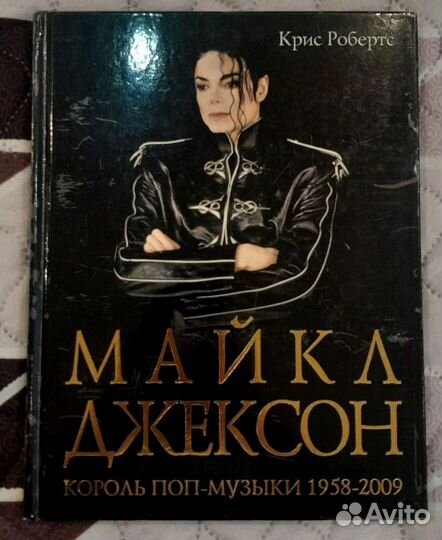 Крис Робертс
МАЙКЛ
ДЖЕКСОН
КОРОЛЬ ПОП-МУЗЫКИ 1958-2009
Avito